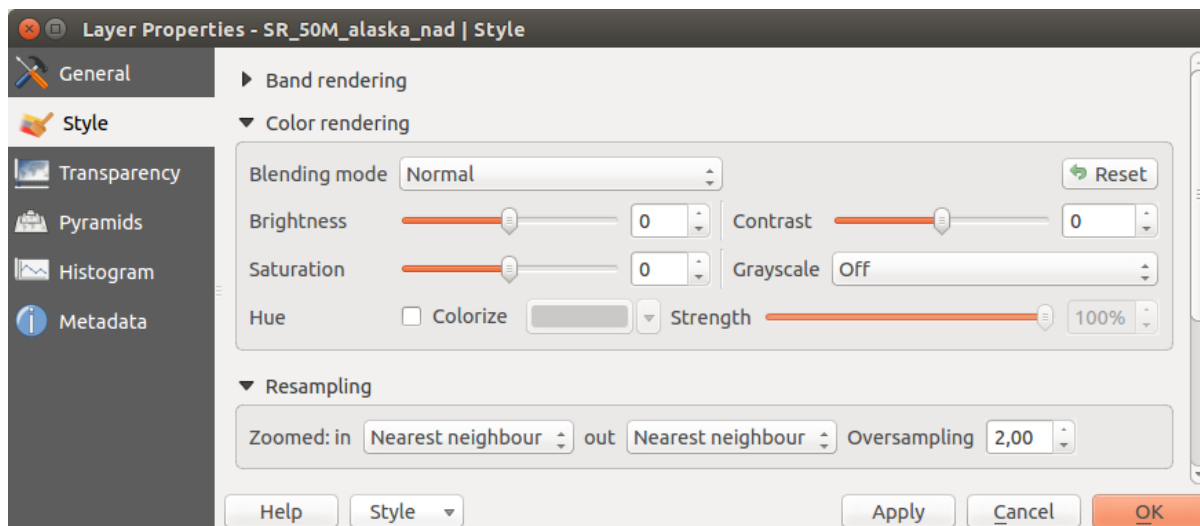 Layer Properties - SR_50M_alaska_nad | Style
General
Style
Transparency
Pyramids
Histogram
Metadata
Band rendering
Color rendering
Blending mode Normal Reset
Brightness 0 Contrast 0
Saturation 0 Grayscale Off
Hue Colorize Strength 100%
Resampling
Zoomed: in Nearest neighbour out Nearest neighbour Oversampling 2,00
Help Style Apply Cancel OK